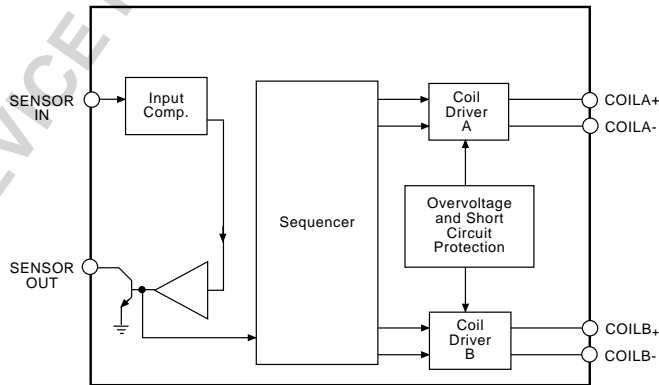 SENSOR
IN
Input
Comp.
Coil
Driver
A
COILA+
COILA-
Sequencer
Overvoltage
and Short
Circuit
Protection
SENSOR
OUT
Coil
Driver
B
COILB+
COILB-